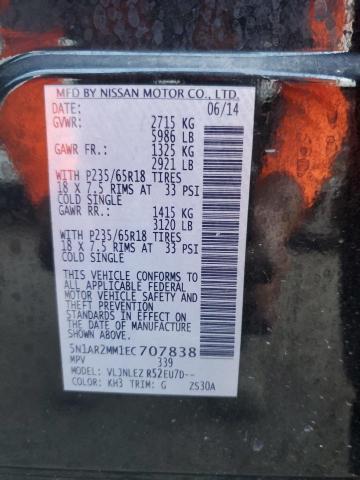 MFD BY NISSAN MOTOR CO., LTD.
DATE: 06/14
GVWR: 2715 KG
5986 LB
GAWR FR.: 1325 KG
2921 LB
WITH P235/65R18 TIRES
18 X 7.5 RIMS AT 33 PSI
COLD SINGLE
GAWR RR.: 1415 KG
3120 LB
WITH P235/65R18 TIRES
18 X 7.5 RIMS AT 33 PSI
COLD SINGLE
THIS VEHICLE CONFORMS TO
ALL APPLICABLE FEDERAL
MOTOR VEHICLE SAFETY
STANDARDS IN EFFECT ON
THE DATE OF MANUFACTURE
SHOWN ABOVE.
5N1AR2MM1EC707838
MPV 339
MODEL: VLJNLEZ R52EU7D--
COLOR: KH3 TRIM: G ZS30A